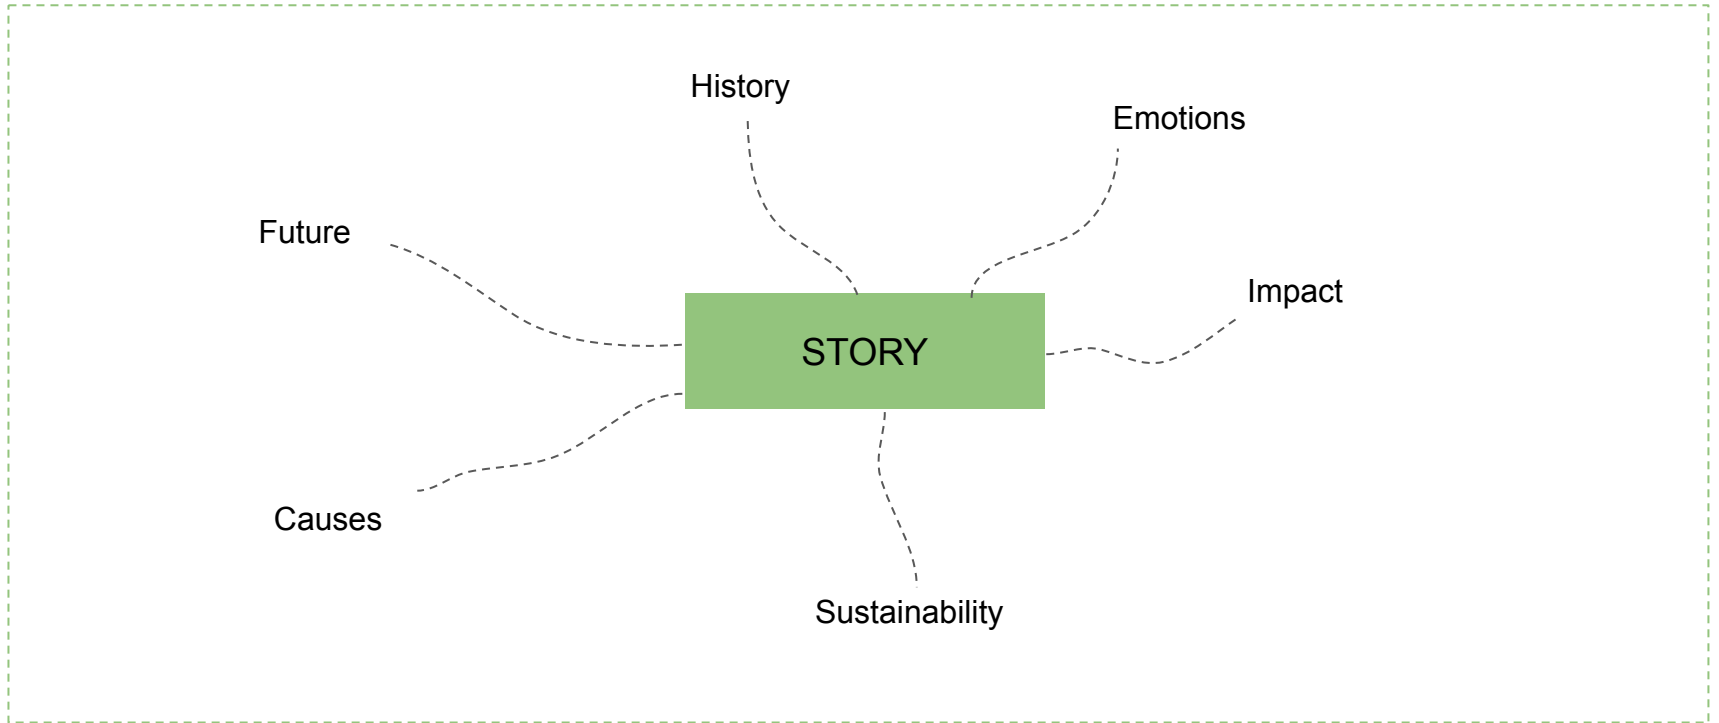 History
Emotions
Future
Impact
STORY
Causes
Sustainability